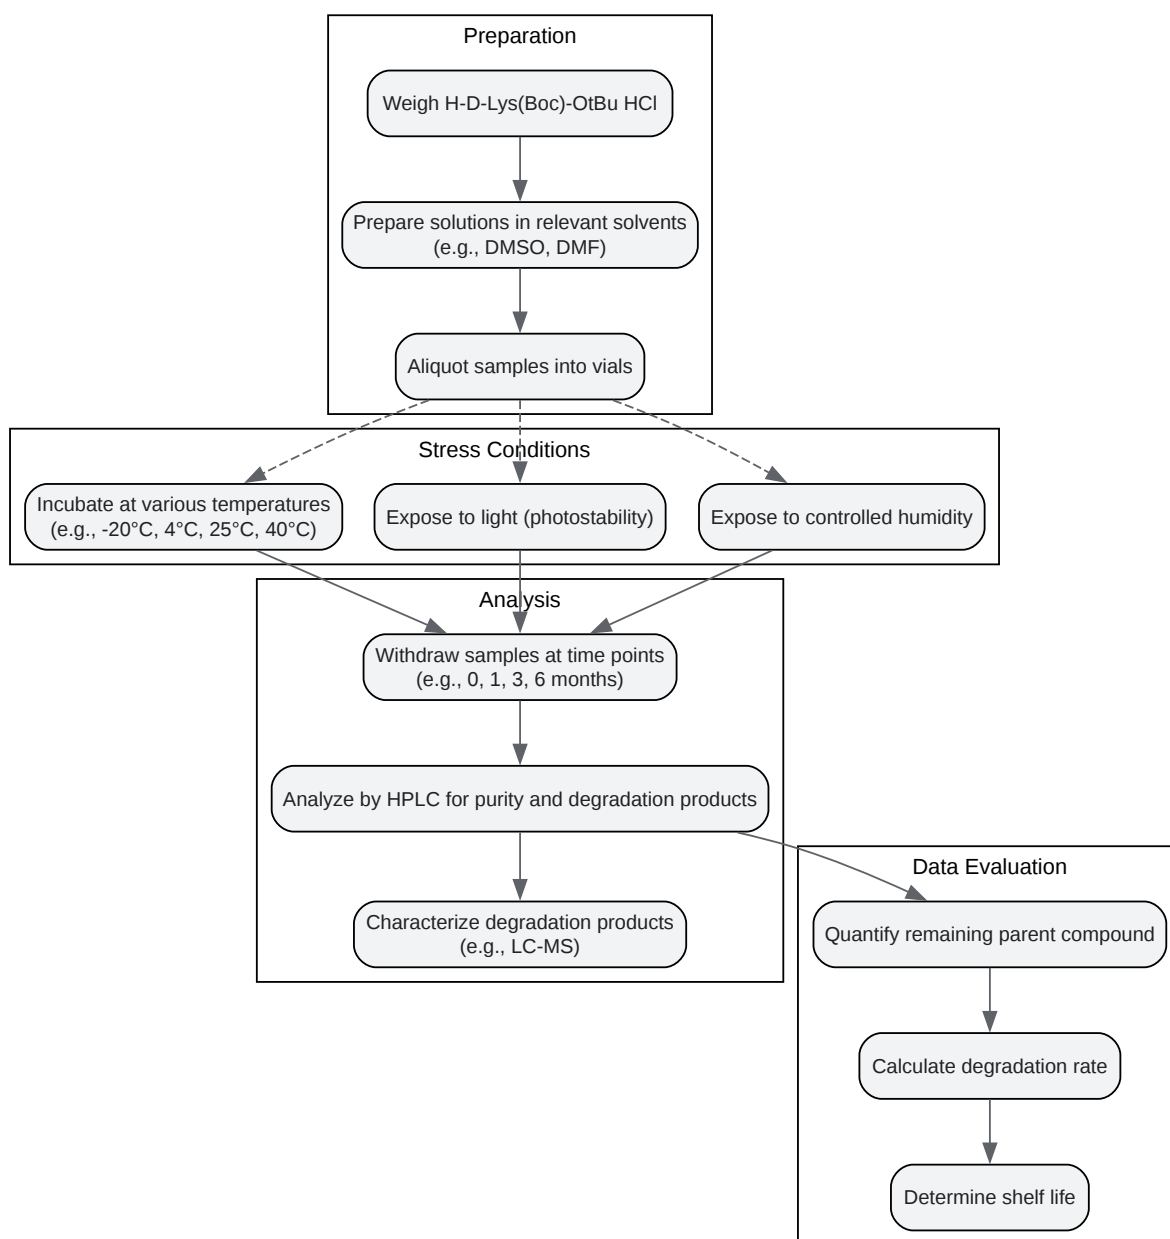 Preparation
Weigh H-D-Lys(Boc)-OtBu HCl
Prepare solutions in relevant solvents
(e.g., DMSO, DMF)
Aliquot samples into vials
Stress Conditions
Incubate at various temperatures
(e.g., -20°C, 4°C, 25°C, 40°C)
Expose to light (photostability)
Expose to controlled humidity
Analysis
Withdraw samples at time points
(e.g., 0, 1, 3, 6 months)
Analyze by HPLC for purity and degradation products
Characterize degradation products
(e.g., LC-MS)
Data Evaluation
Quantify remaining parent compound
Calculate degradation rate
Determine shelf life